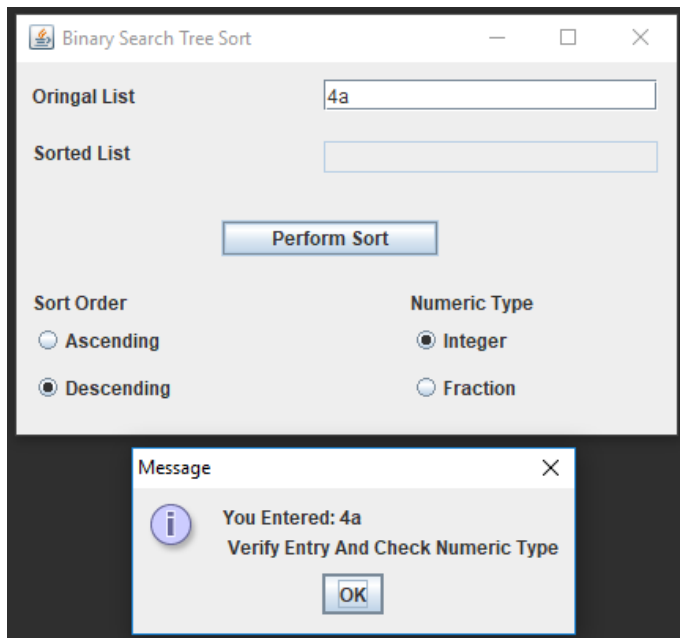 Binary Search Tree Sort
Oringal List 4a
Sorted List
Perform Sort
Sort Order Numeric Type
Ascending Integer
Descending Fraction
Message
i
You Entered: 4a
Verify Entry And Check Numeric Type
OK